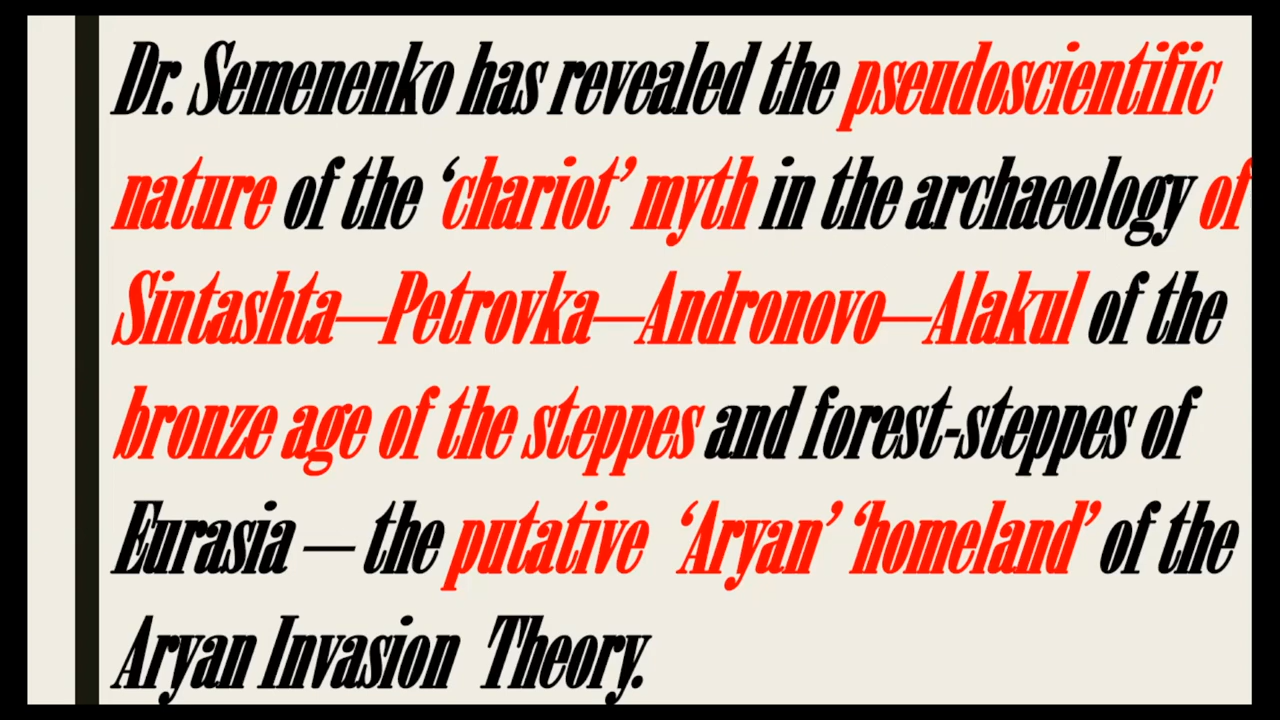 Dr. Semenenko has revealed the pseudoscientific
nature of the ‘chariot’ myth in the archaeology of
Sintashta—Petrovka—Andronovo—Alakul of the
bronze age of the steppes and forest-steppes of
Eurasia — the putative ‘Aryan’ ‘homeland’ of the
Aryan Invasion Theory.